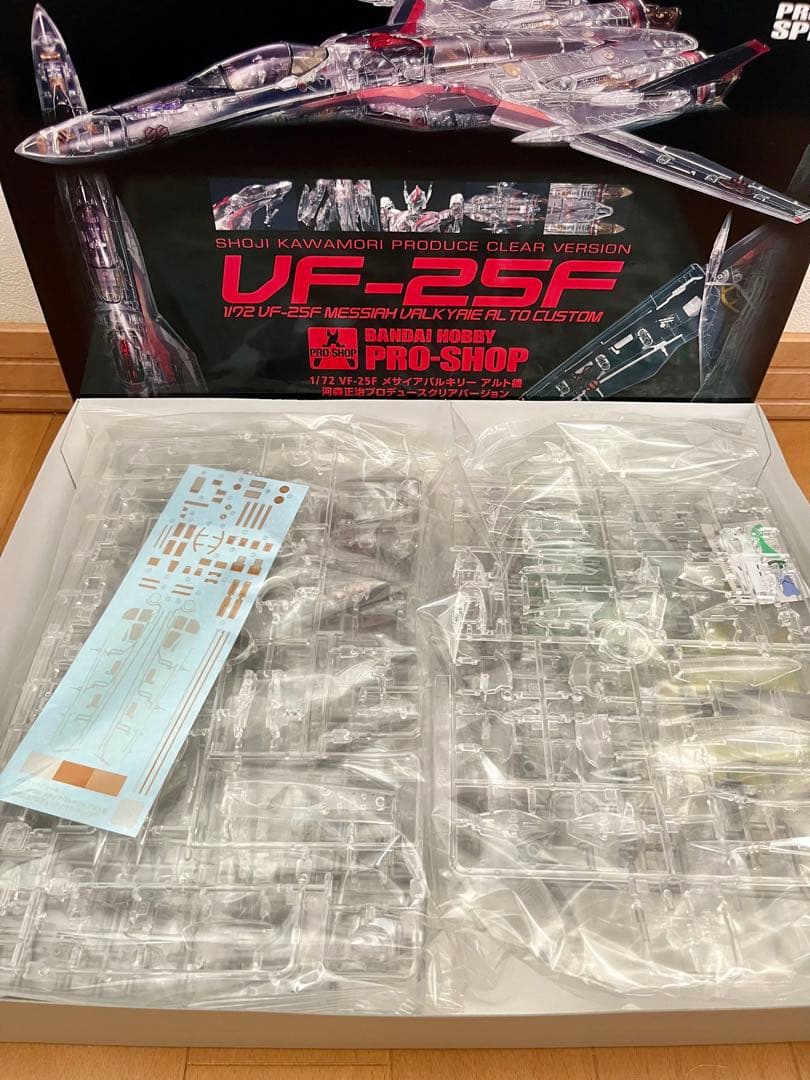 SHOJI KAWAMORI PRODUCE CLEAR VERSION
VF-25F
1/72 VF-25F MESSIAH VALKYRIE ALTO CUSTOM
PRO-SHOP
BANDAI HOBBY
PRO-SHOP
1/72 VF-25F メサイアバルキリー アルト機
河森正治プロデュースクリアバージョン